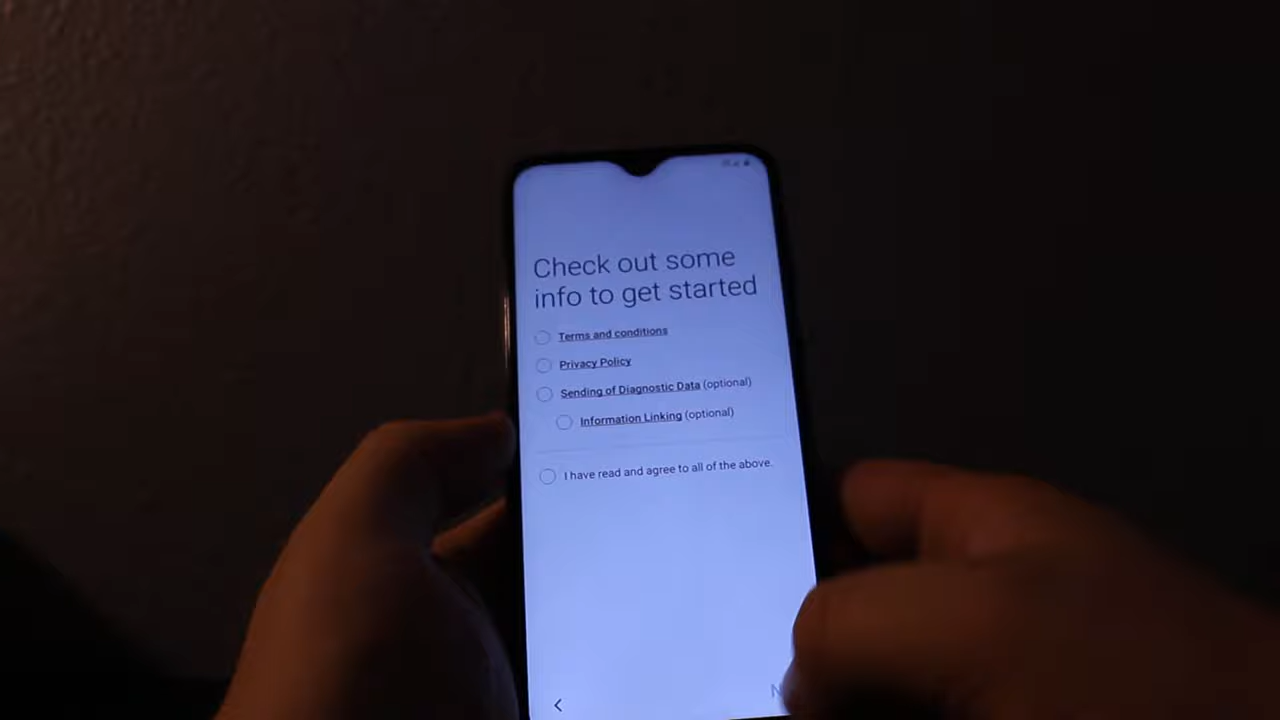 Check out some
info to get started
Terms and conditions
Privacy Policy
Sending of Diagnostic Data (optional)
Information Linking (optional)
I have read and agree to all of the above.